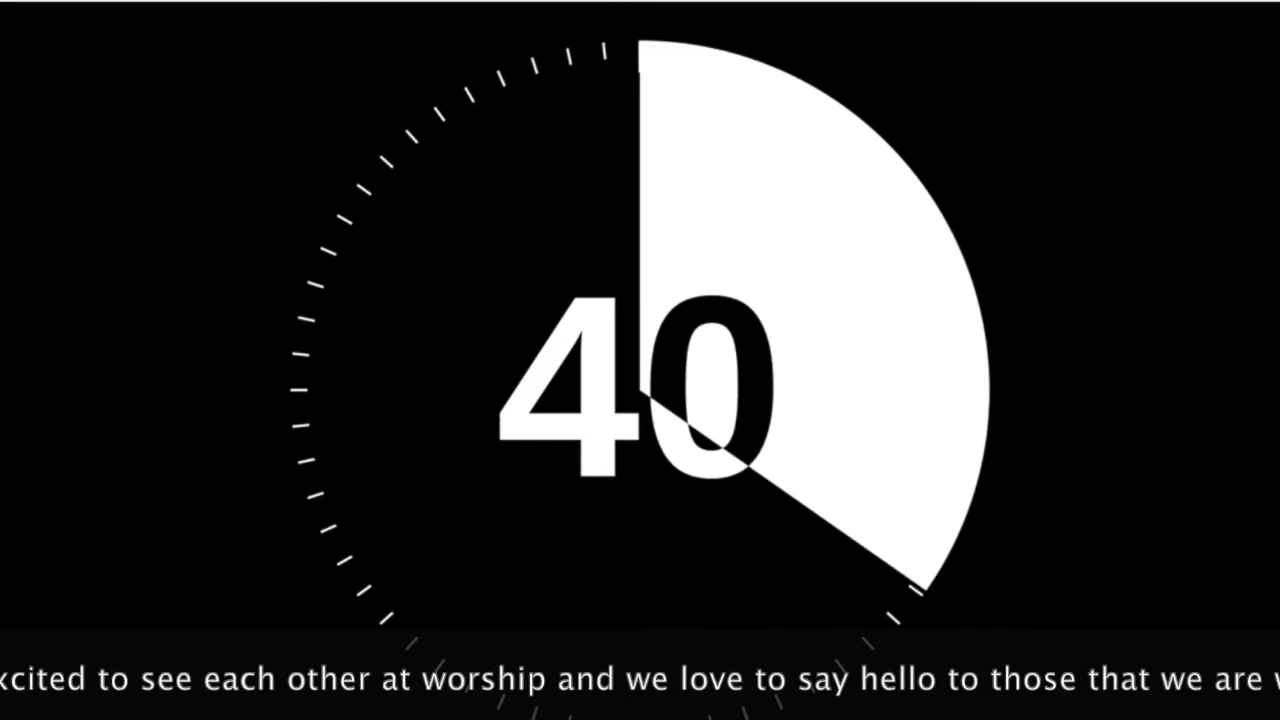 40
xcited to see each other at worship and we love to say hello to those that we are